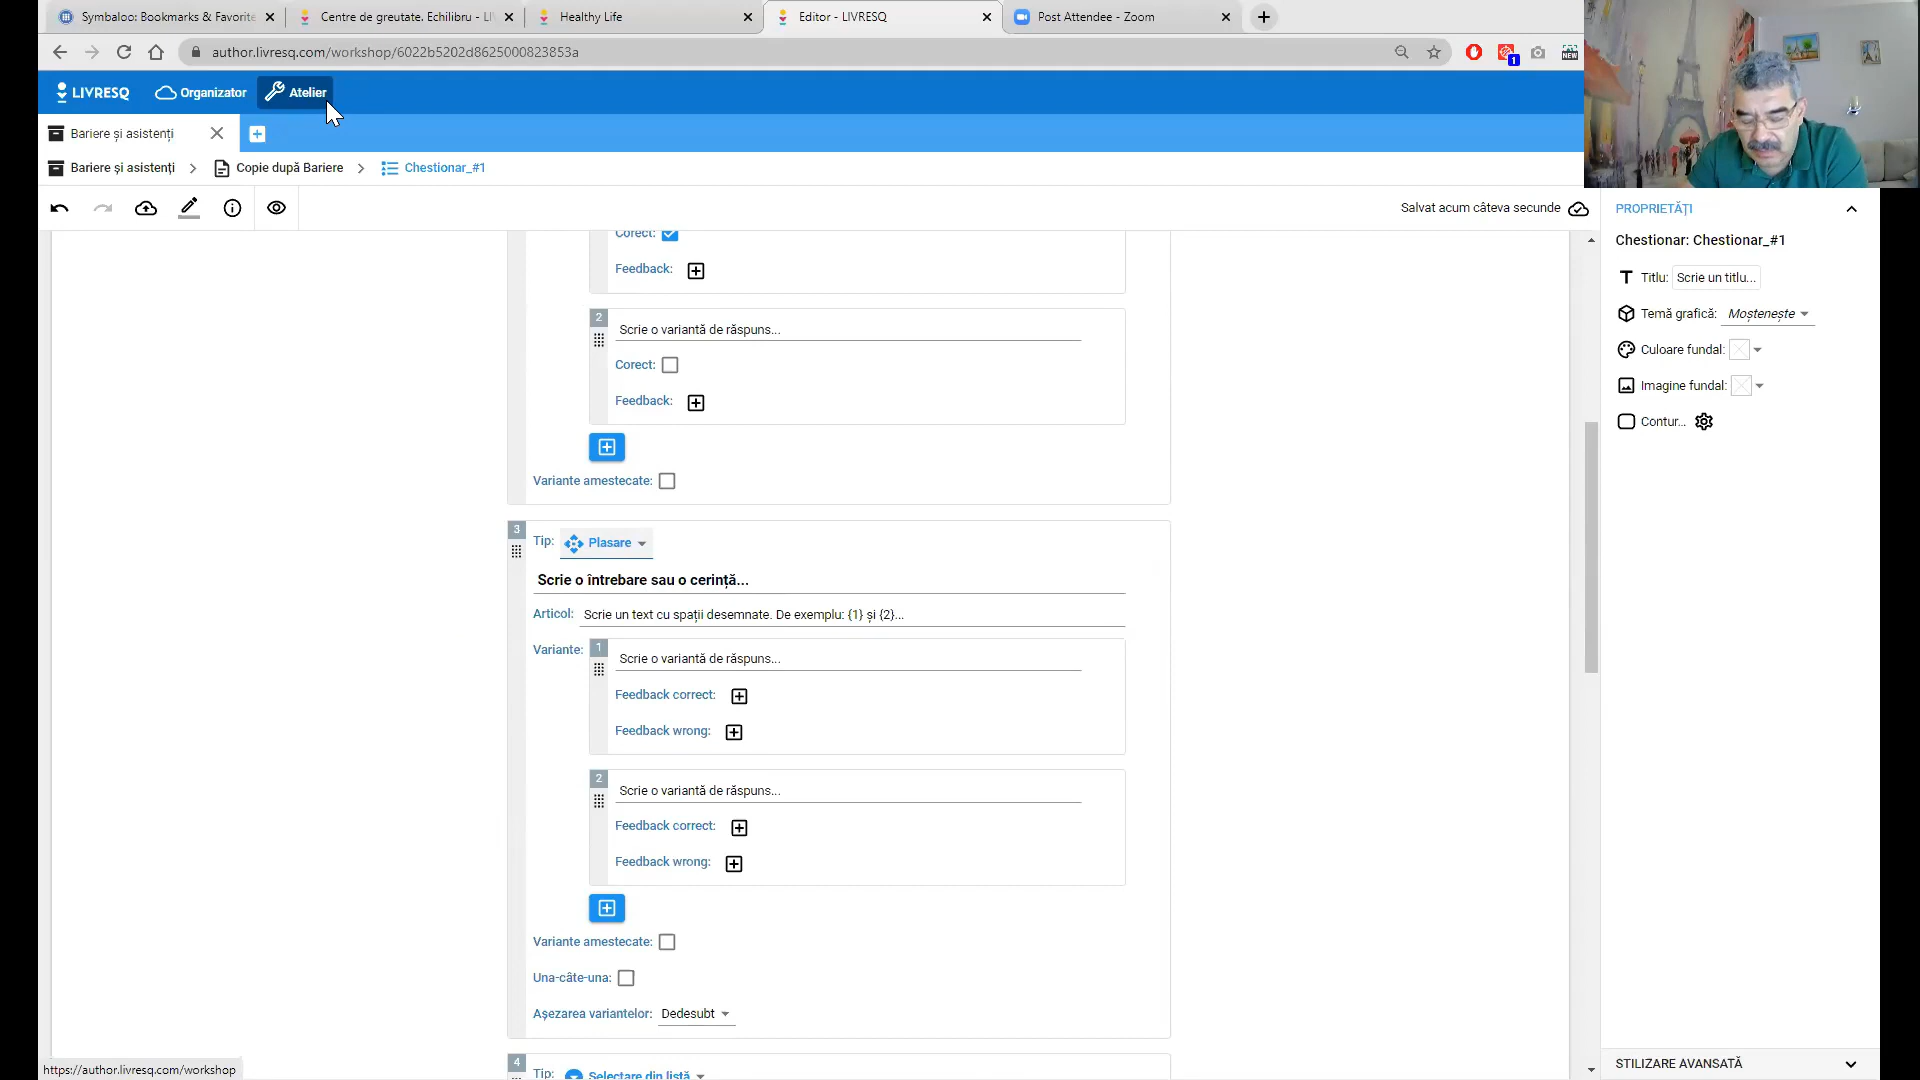 Symbaloo: Bookmarks & Favorite
Centre de greutate. Echilibru - LI
Healthy Life
Editor - LIVRESQ
Post Attendee - Zoom
author.livresq.com/workshop/6022b5202d8625000823853a
1
NEW
LIVRESQ
Organizator
Atelier
Bariere și asistenți
Bariere și asistenți
Copie după Bariere
Chestionar_#1
Salvat acum câteva secunde
PROPRIETĂȚI
Chestionar: Chestionar_#1
Titlu: Scrie un titlu...
Temă grafică: Moștenește
Culoare fundal:
Imagine fundal:
Contur...
Corect:
Feedback:
2
Scrie o variantă de răspuns...
Corect:
Feedback:
Variante amestecate:
3
Tip: Plasare
Scrie o întrebare sau o cerință...
Articol: Scrie un text cu spații desemnate. De exemplu: {1} și {2}...
Variante: 1
Scrie o variantă de răspuns...
Feedback correct:
Feedback wrong:
2
Scrie o variantă de răspuns...
Feedback correct:
Feedback wrong:
Variante amestecate:
Una-câte-una:
Așezarea variantelor: Dedesubt
4
Tip: Selectare din listă
STILIZARE AVANSATĂ
https://author.livresq.com/workshop